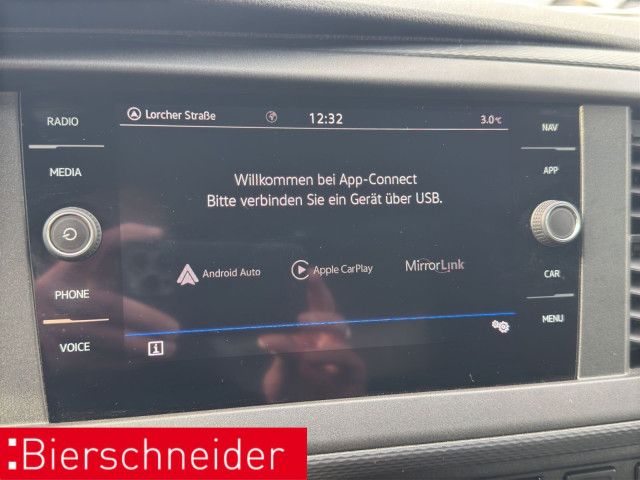 RADIO
MEDIA
PHONE
VOICE
Lorcher Straße 12:32 3.0°C
Willkommen bei App-Connect
Bitte verbinden Sie ein Gerät über USB.
Android Auto Apple CarPlay MirrorLink
i
NAV
APP
CAR
MENU
:Bierschneider